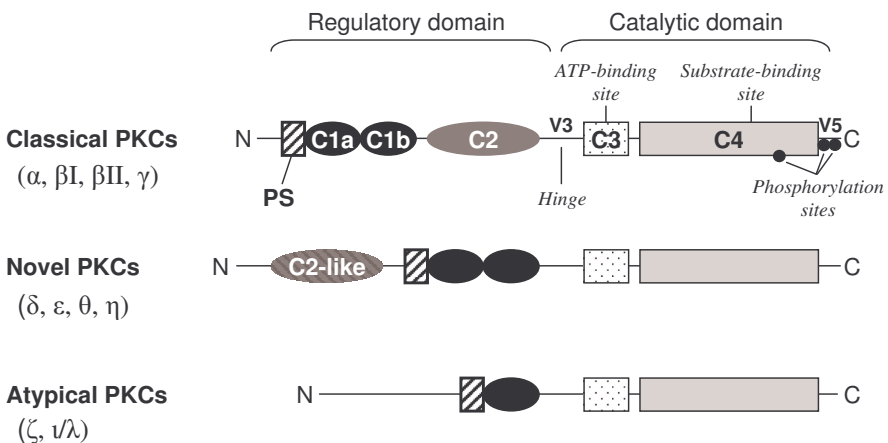 Regulatory domain
Catalytic domain
ATP-binding
site
Substrate-binding
site
Classical PKCs
(α, βI, βII, γ)
N
C1a
C1b
C2
V3
C3
C4
V5
C
PS
Hinge
Phosphorylation
sites
Novel PKCs
(δ, ε, θ, η)
N
C2-like
C
Atypical PKCs
(ζ, ι/λ)
N
C